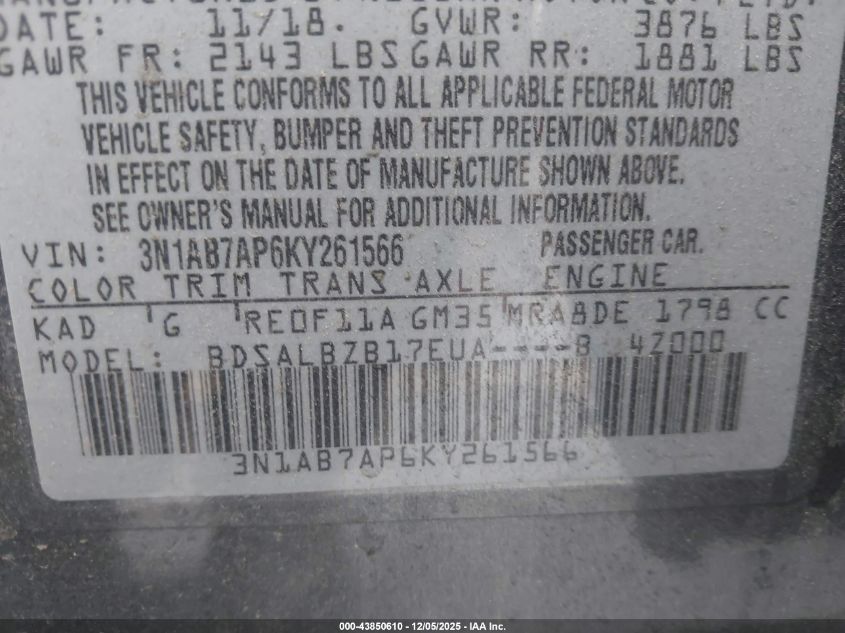 DATE: 11/18. GVWR: 3876 LBS
GAWR FR: 2143 LBS GAWR RR: 1881 LBS
THIS VEHICLE CONFORMS TO ALL APPLICABLE FEDERAL MOTOR
VEHICLE SAFETY, BUMPER AND THEFT PREVENTION STANDARDS
IN EFFECT ON THE DATE OF MANUFACTURE SHOWN ABOVE.
SEE OWNER'S MANUAL FOR ADDITIONAL INFORMATION.
VIN: 3N1AB7AP6KY261566 PASSENGER CAR.
COLOR TRIM TRANS AXLE ENGINE
KAD G RE0F11A GM35 MRA8DE 1798 CC
MODEL: BDSALBZB17EUA----B 4Z000
3N1AB7AP6KY261566
000-43850610 - 12/05/2025 - IAA Inc.